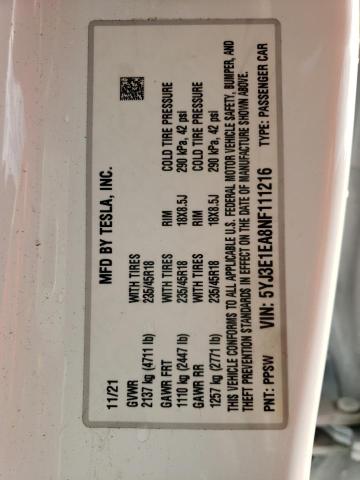 MFD BY TESLA, INC.
11/21
GVWR WITH TIRES RIM COLD TIRE PRESSURE
2137 kg (4711 lb) 235/45R18 18X8.5J 290 kPa, 42 psi
GAWR FRT WITH TIRES RIM COLD TIRE PRESSURE
1110 kg (2447 lb) 235/45R18 18X8.5J 290 kPa, 42 psi
GAWR RR
1257 kg (2771 lb)
THIS VEHICLE CONFORMS TO ALL APPLICABLE U.S. FEDERAL MOTOR VEHICLE SAFETY, BUMPER, AND
THEFT PREVENTION STANDARDS IN EFFECT ON THE DATE OF MANUFACTURE SHOWN ABOVE.
VIN: 5YJ3E1EA8NF111216
PNT: PPSW TYPE: PASSENGER CAR